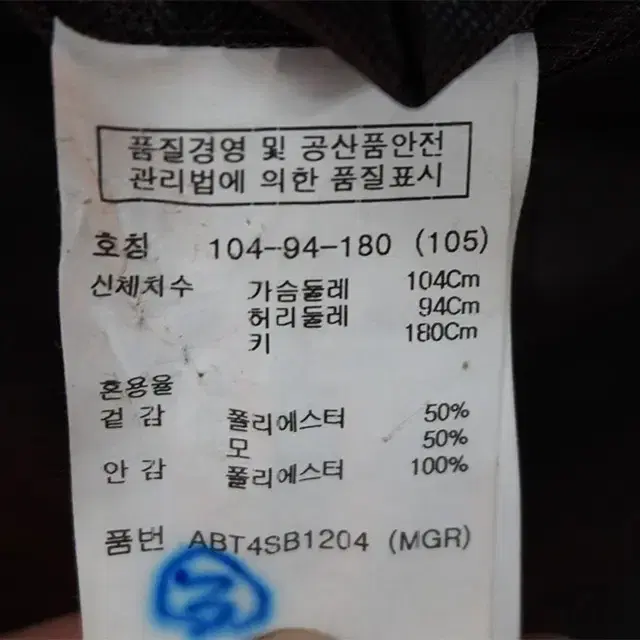 품질경영 및 공산품안전
관리법에 의한 품질표시
호칭 104-94-180 (105)
신체치수 가슴둘레 104Cm
허리둘레 94Cm
키 180Cm
혼용율
겉 감 폴리에스터 50%
모 50%
안 감 폴리에스터 100%
품번 ABT4SB1204 (MGR)